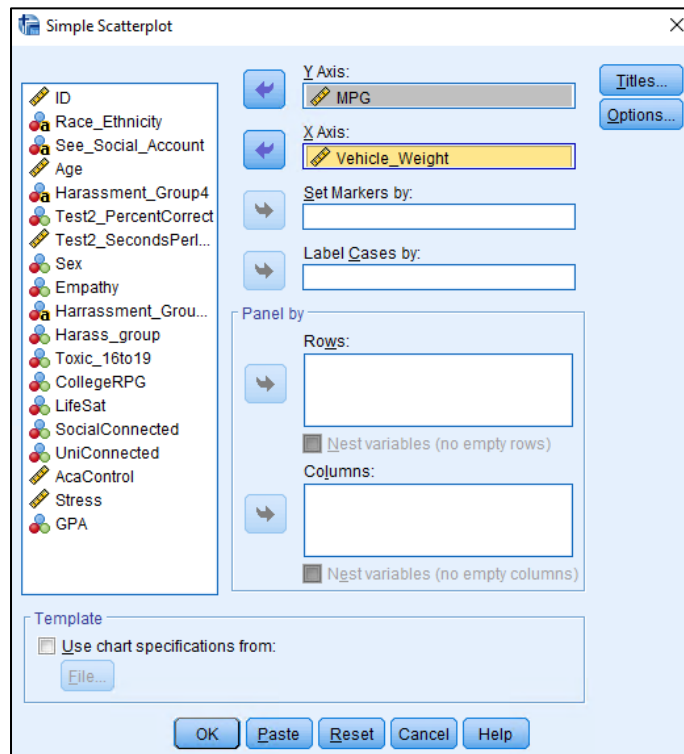 Simple Scatterplot
ID
Race_Ethnicity
See_Social_Account
Age
Harassment_Group4
Test2_PercentCorrect
Test2_SecondsPerI...
Sex
Empathy
Harrassment_Grou...
Harass_group
Toxic_16to19
CollegeRPG
LifeSat
SocialConnected
UniConnected
AcaControl
Stress
GPA
Y Axis:
MPG
X Axis:
Vehicle_Weight
Set Markers by:
Label Cases by:
Panel by
Rows:
Nest variables (no empty rows)
Columns:
Nest variables (no empty columns)
Titles...
Options...
Template
Use chart specifications from:
File...
OK Paste Reset Cancel Help